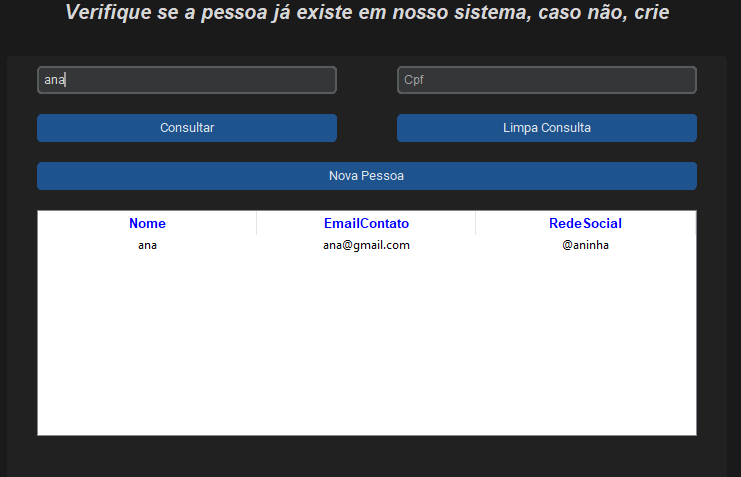 Verifique se a pessoa já existe em nosso sistema, caso não, crie
ana
Cpf
Consultar
Limpa Consulta
Nova Pessoa
Nome EmailContato RedeSocial
ana ana@gmail.com @aninha